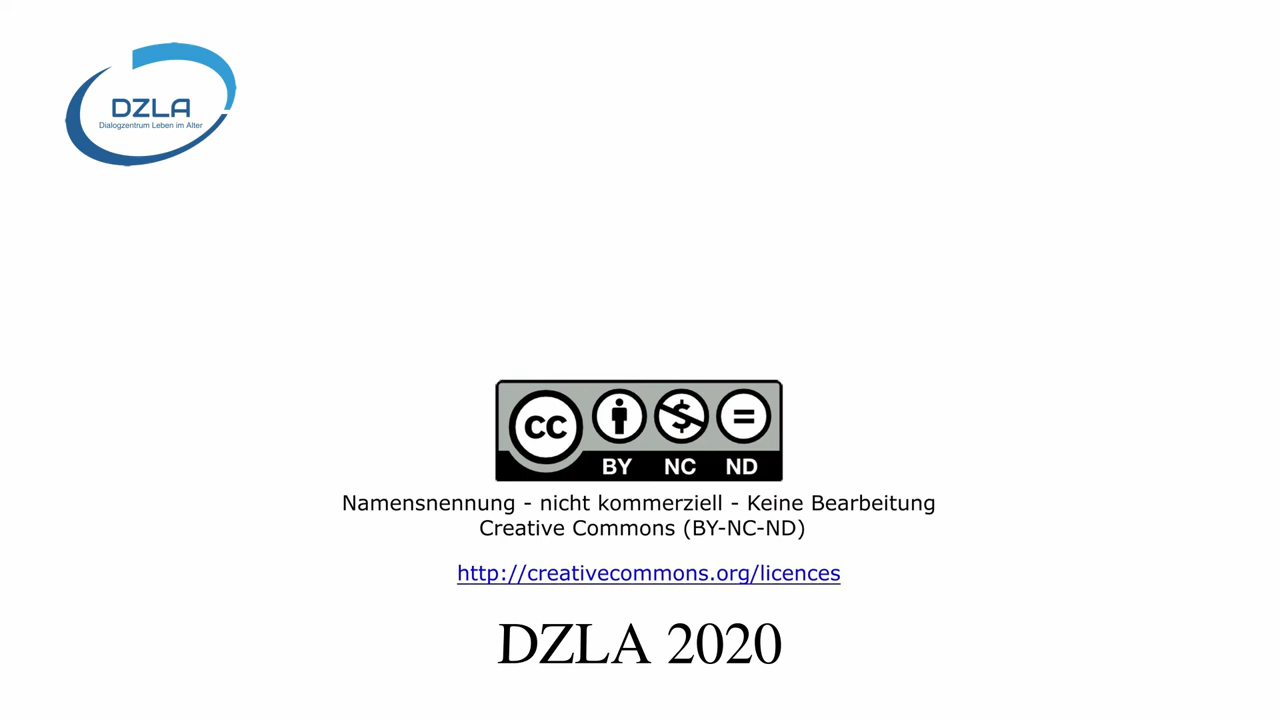 DZLA
Dialogzentrum Leben im Alter
CC
BY NC ND
Namensnennung - nicht kommerziell - Keine Bearbeitung
Creative Commons (BY-NC-ND)
http://creativecommons.org/licences
DZLA 2020